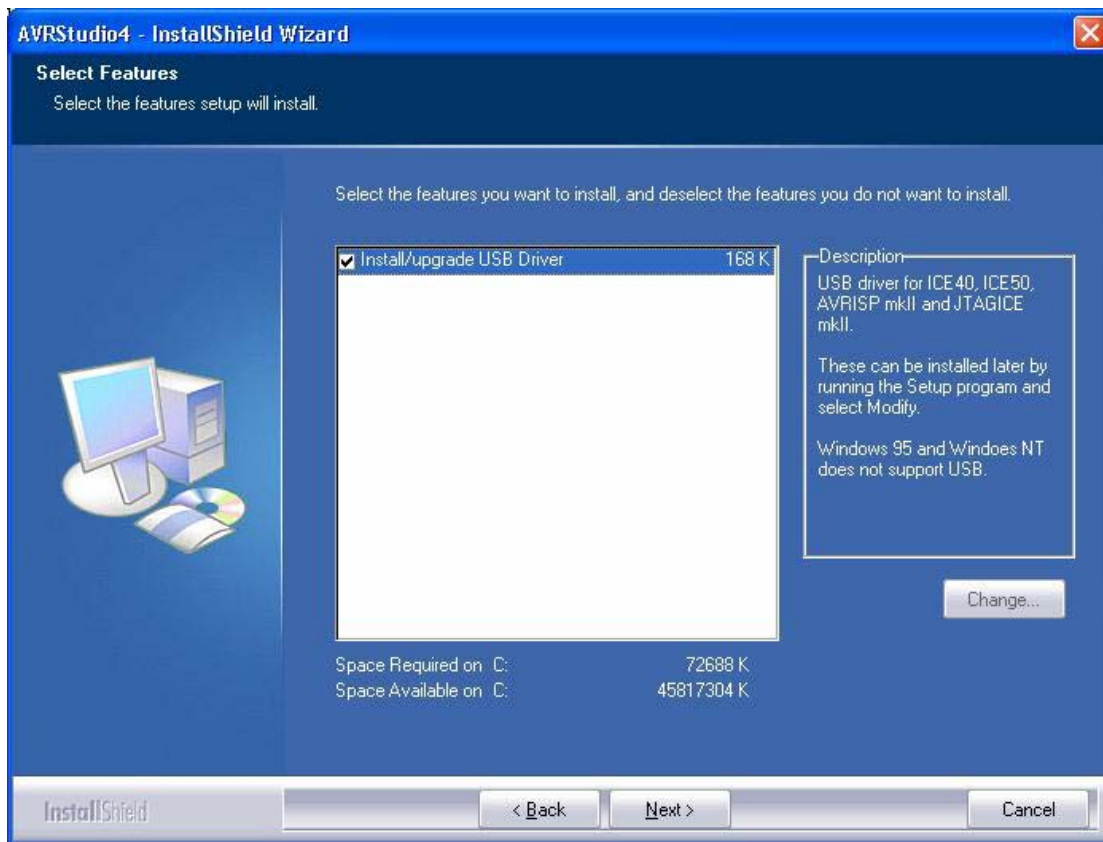 AVRStudio4 - InstallShield Wizard
Select Features
Select the features setup will install.
Select the features you want to install, and deselect the features you do not want to install.
Install/upgrade USB Driver 168 K
Description
USB driver for ICE40, ICE50,
AVRISP mkII and JTAGICE
mkII.
These can be installed later by
running the Setup program and
select Modify.
Windows 95 and Windoes NT
does not support USB.
Change...
Space Required on C: 72688 K
Space Available on C: 45817304 K
InstallShield
< Back
Next >
Cancel